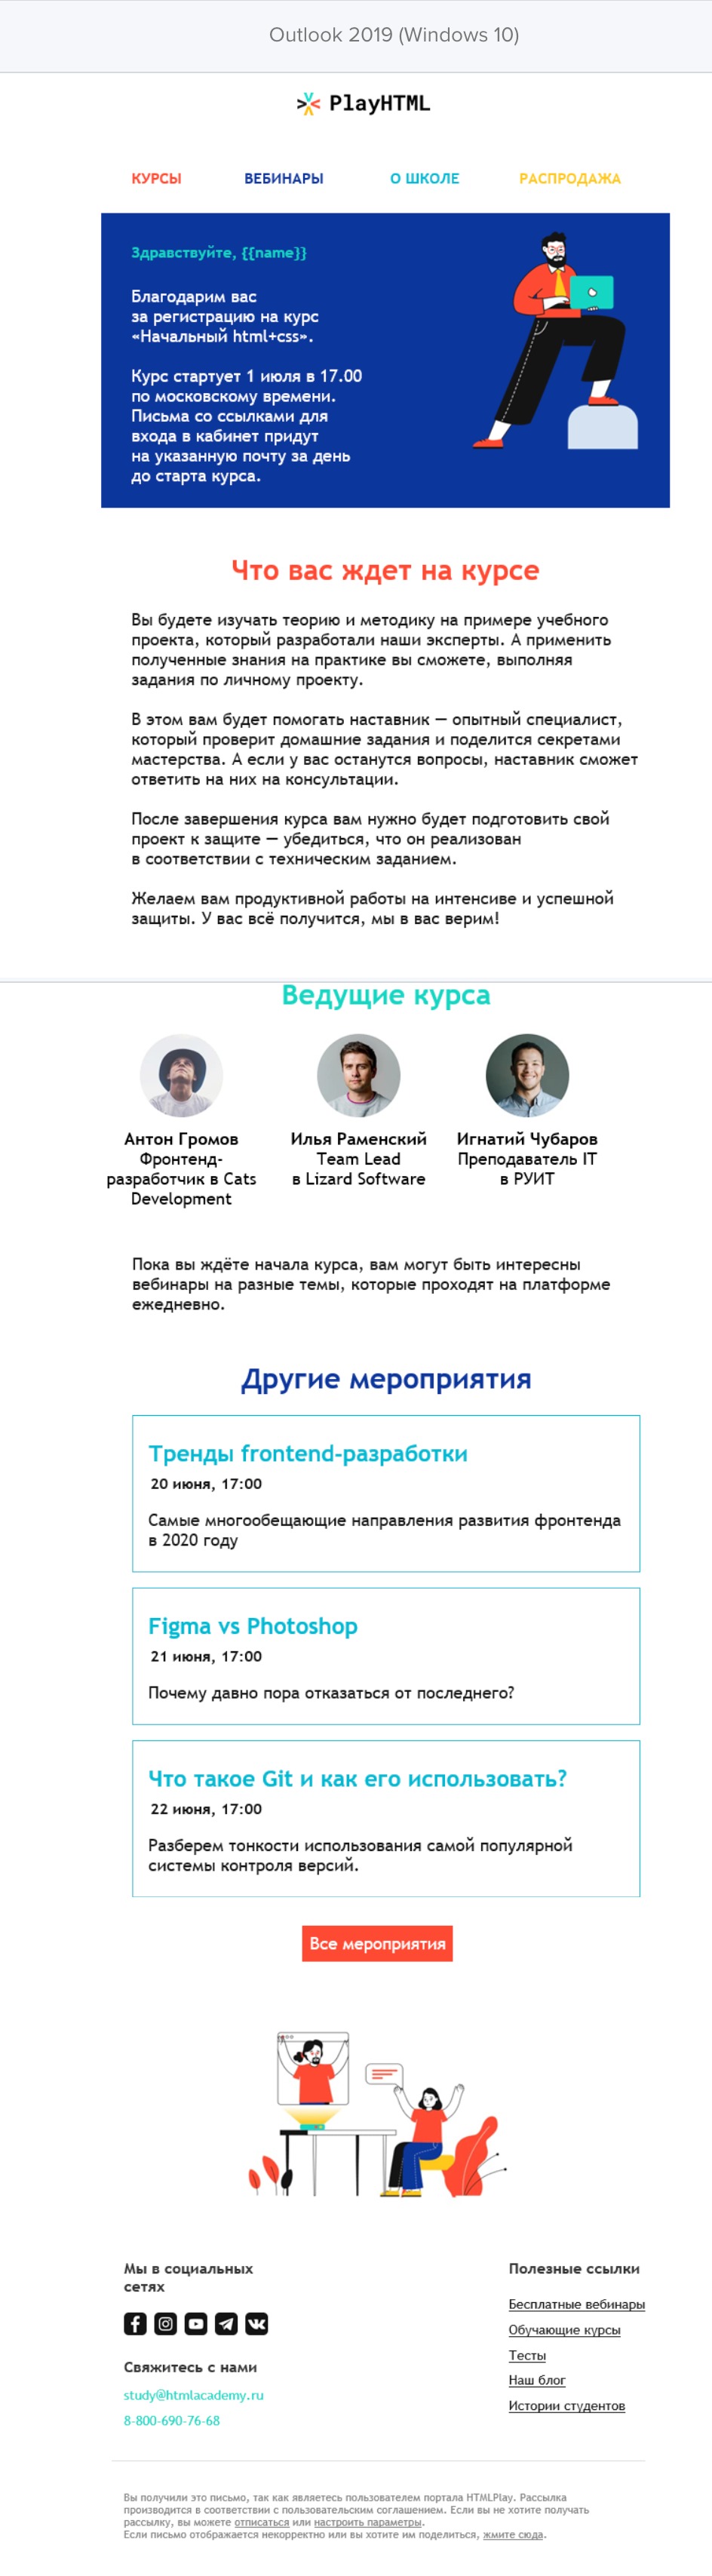 Outlook 2019 (Windows 10)
PlayHTML
КУРСЫ ВЕБИНАРЫ О ШКОЛЕ РАСПРОДАЖА
Здравствуйте, {{name}}
Благодарим вас
за регистрацию на курс
«Начальный html+css».
Курс стартует 1 июля в 17.00
по московскому времени.
Письма со ссылками для
входа в кабинет придут
на указанную почту за день
до старта курса.
Что вас ждет на курсе
Вы будете изучать теорию и методику на примере учебного
проекта, который разработали наши эксперты. А применить
полученные знания на практике вы сможете, выполняя
задания по личному проекту.
В этом вам будет помогать наставник — опытный специалист,
который проверит домашние задания и поделится секретами
мастерства. А если у вас останутся вопросы, наставник сможет
ответить на них на консультации.
После завершения курса вам нужно будет подготовить свой
проект к защите — убедиться, что он реализован
в соответствии с техническим заданием.
Желаем вам продуктивной работы на интенсиве и успешной
защиты. У вас всё получится, мы в вас верим!
Ведущие курса
Антон Громов
Фронтенд-
разработчик в Cats
Development
Илья Раменский
Team Lead
в Lizard Software
Игнатий Чубаров
Преподаватель IT
в РУИТ
Пока вы ждёте начала курса, вам могут быть интересны
вебинары на разные темы, которые проходят на платформе
ежедневно.
Другие мероприятия
Тренды frontend-разработки
20 июня, 17:00
Самые многообещающие направления развития фронтенда
в 2020 году
Figma vs Photoshop
21 июня, 17:00
Почему давно пора отказаться от последнего?
Что такое Git и как его использовать?
22 июня, 17:00
Разберем тонкости использования самой популярной
системы контроля версий.
Все мероприятия
Мы в социальных
сетях
Свяжитесь с нами
study@htmlacademy.ru
8-800-690-76-68
Полезные ссылки
Бесплатные вебинары
Обучающие курсы
Тесты
Наш блог
Истории студентов
Вы получили это письмо, так как являетесь пользователем портала HTMLPlay. Рассылка
производится в соответствии с пользовательским соглашением. Если вы не хотите получать
рассылку, вы можете отписаться или настроить параметры.
Если письмо отображается некорректно или вы хотите им поделиться, жмите сюда.